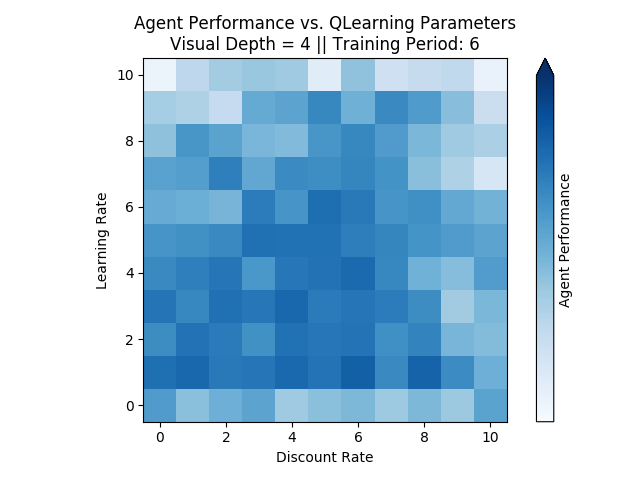 Agent Performance vs. QLearning Parameters
Visual Depth = 4 || Training Period: 6
10
8
6
4
2
0
Learning Rate
0 2 4 6 8 10
Discount Rate
Agent Performance